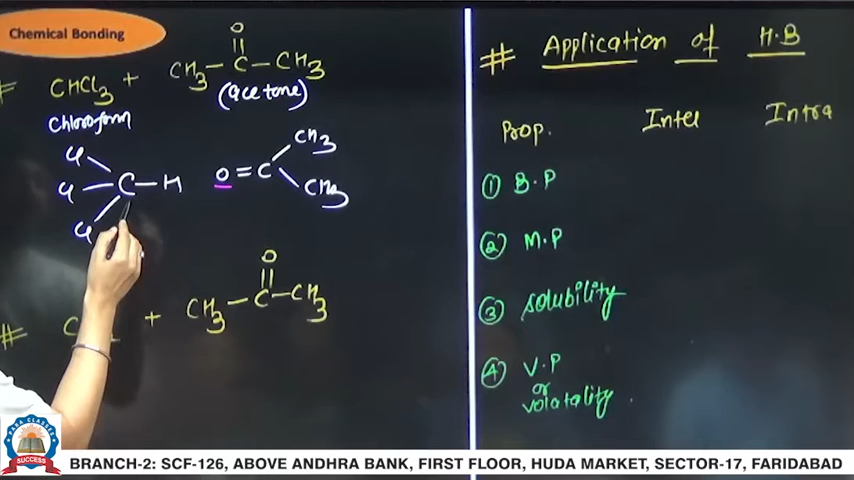 Chemical Bonding
# CHCl3 + CH3 – C – CH3
O
Chloroform
(acetone)
Cl
Cl – C – H
Cl
O = C
CH3
CH3
#
+ CH3 – C – CH3
O
# Application of H.B
Prop. Inter Intra
① B.P
② M.P
③ solubility
④ V.P
or
volatality
PARA CLASSES
SUCCESS
BRANCH-2: SCF-126, ABOVE ANDHRA BANK, FIRST FLOOR, HUDA MARKET, SECTOR-17, FARIDABAD